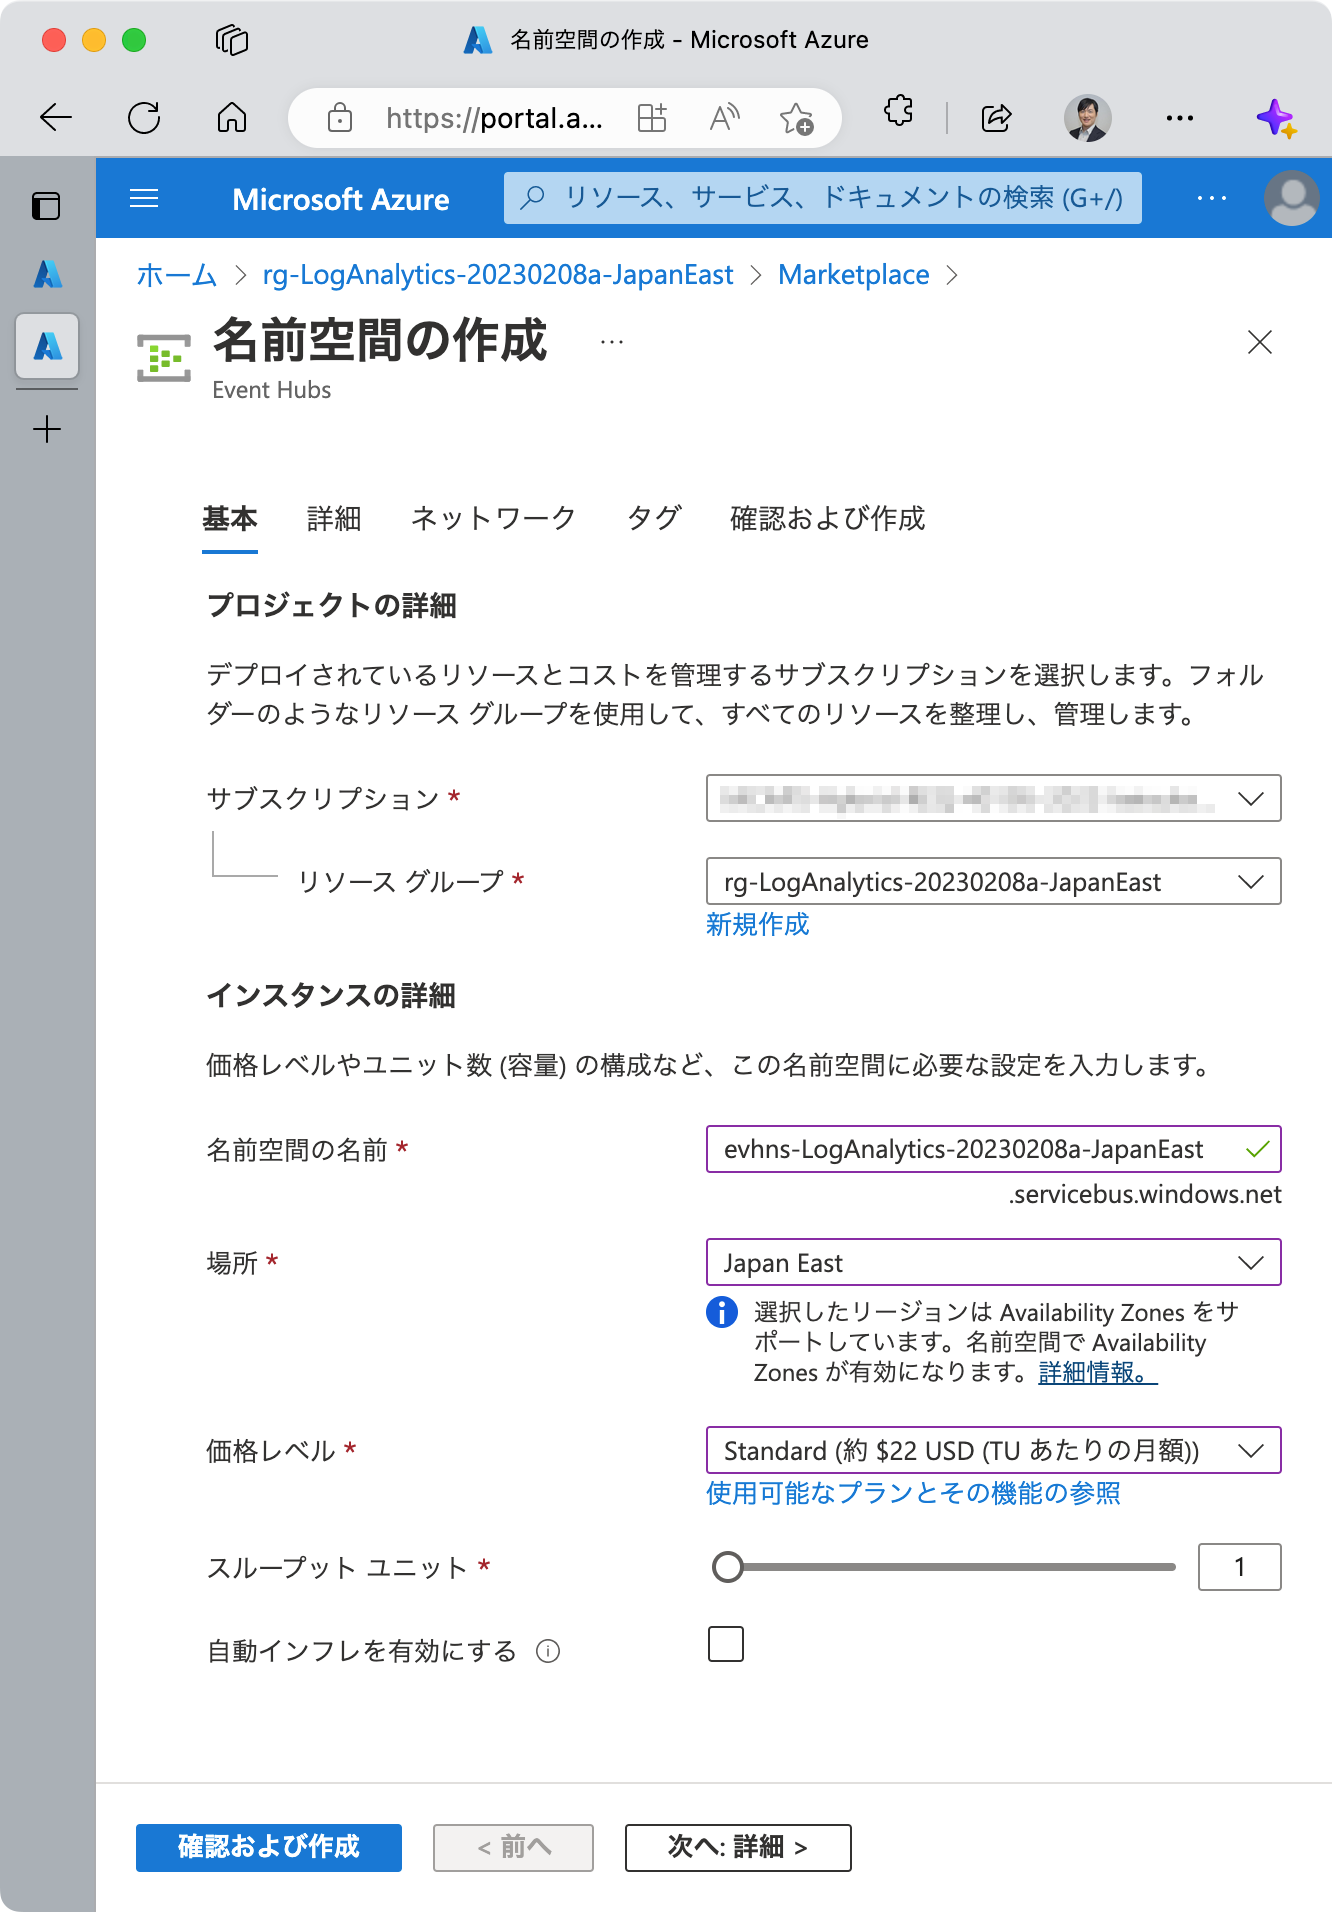 名前空間の作成 - Microsoft Azure
https://portal.a...
Microsoft Azure
リソース、サービス、ドキュメントの検索 (G+/)
ホーム > rg-LogAnalytics-20230208a-JapanEast > Marketplace >
名前空間の作成 ...
Event Hubs
基本 詳細 ネットワーク タグ 確認および作成
プロジェクトの詳細
デプロイされているリソースとコストを管理するサブスクリプションを選択します。フォル
ダーのようなリソース グループを使用して、すべてのリソースを整理し、管理します。
サブスクリプション *
リソース グループ * rg-LogAnalytics-20230208a-JapanEast
新規作成
インスタンスの詳細
価格レベルやユニット数 (容量) の構成など、この名前空間に必要な設定を入力します。
名前空間の名前 * evhns-LogAnalytics-20230208a-JapanEast
.servicebus.windows.net
場所 * Japan East
選択したリージョンは Availability Zones をサ
ポートしています。名前空間で Availability
Zones が有効になります。詳細情報。
価格レベル * Standard (約 $22 USD (TU あたりの月額))
使用可能なプランとその機能の参照
スループット ユニット * 1
自動インフレを有効にする
確認および作成 < 前へ 次へ: 詳細 >